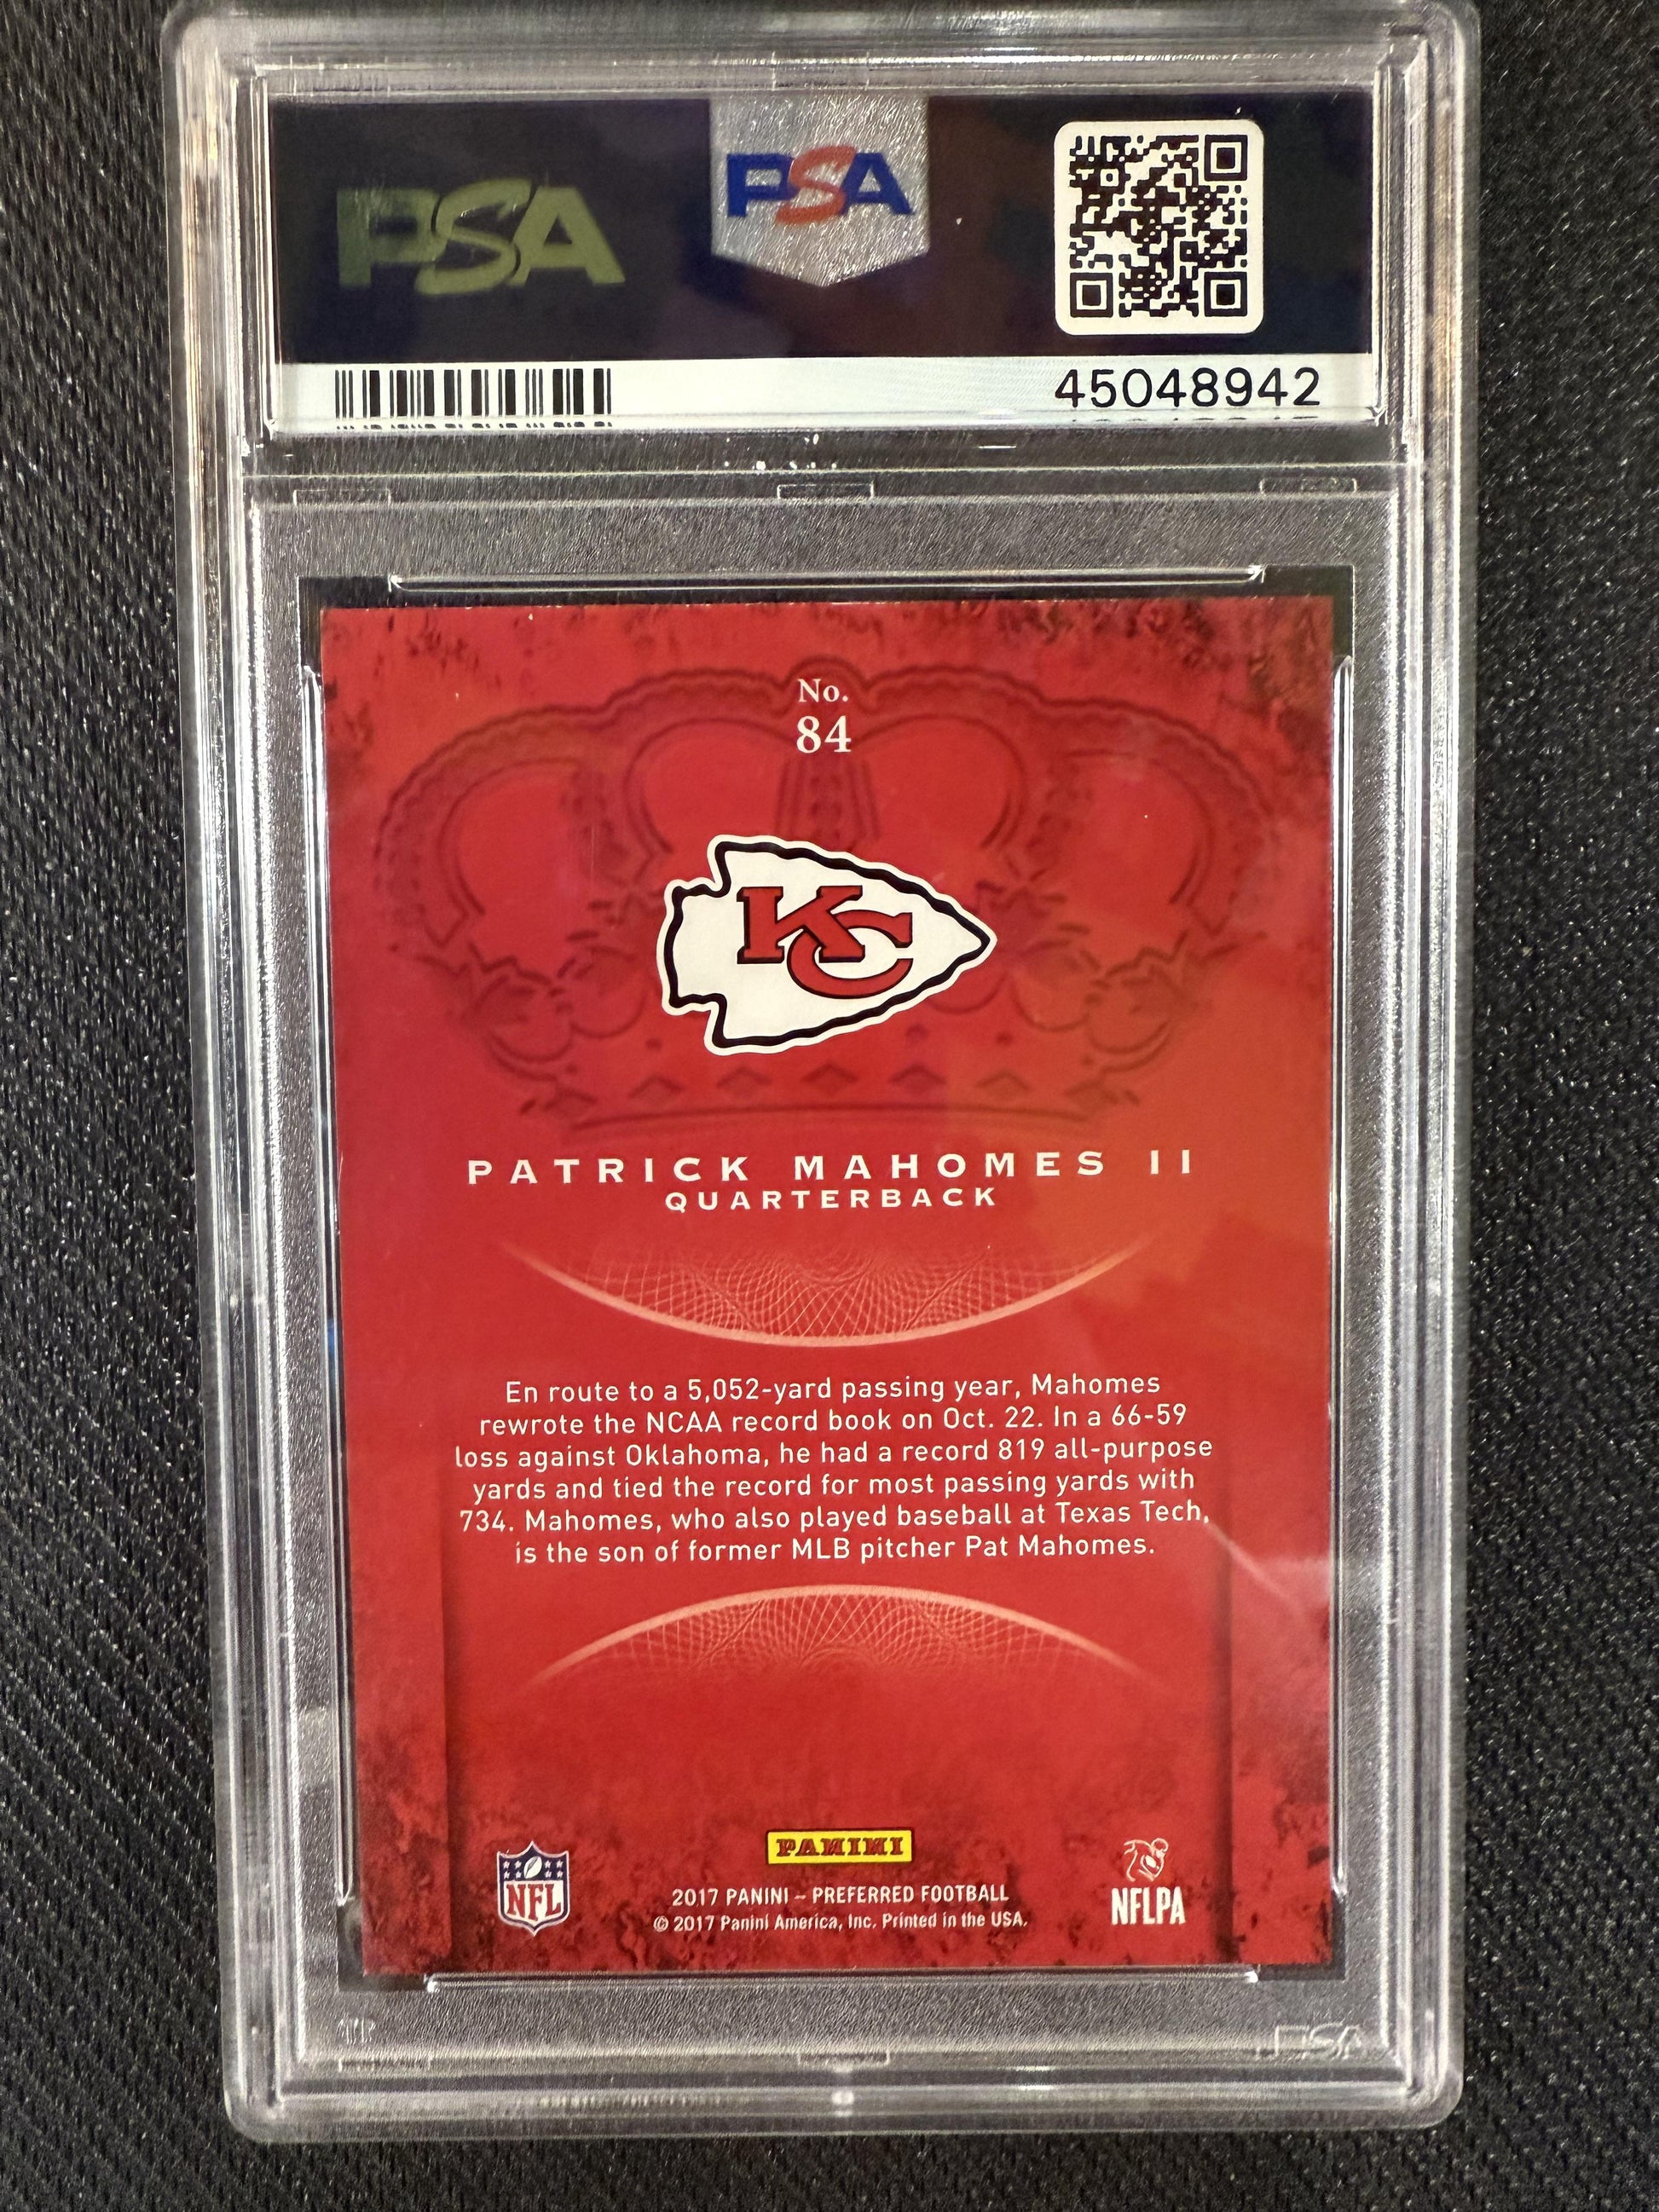 PSA
PSA
45048942
No.
84
KC
PATRICK MAHOMES II
QUARTERBACK
En route to a 5,052-yard passing year, Mahomes
rewrote the NCAA record book on Oct. 22. In a 66-59
loss against Oklahoma, he had a record 819 all-purpose
yards and tied the record for most passing yards with
734. Mahomes, who also played baseball at Texas Tech,
is the son of former MLB pitcher Pat Mahomes.
PANINI
NFL
2017 PANINI – PREFERRED FOOTBALL
© 2017 Panini America, Inc. Printed in the USA.
NFLPA
PSA